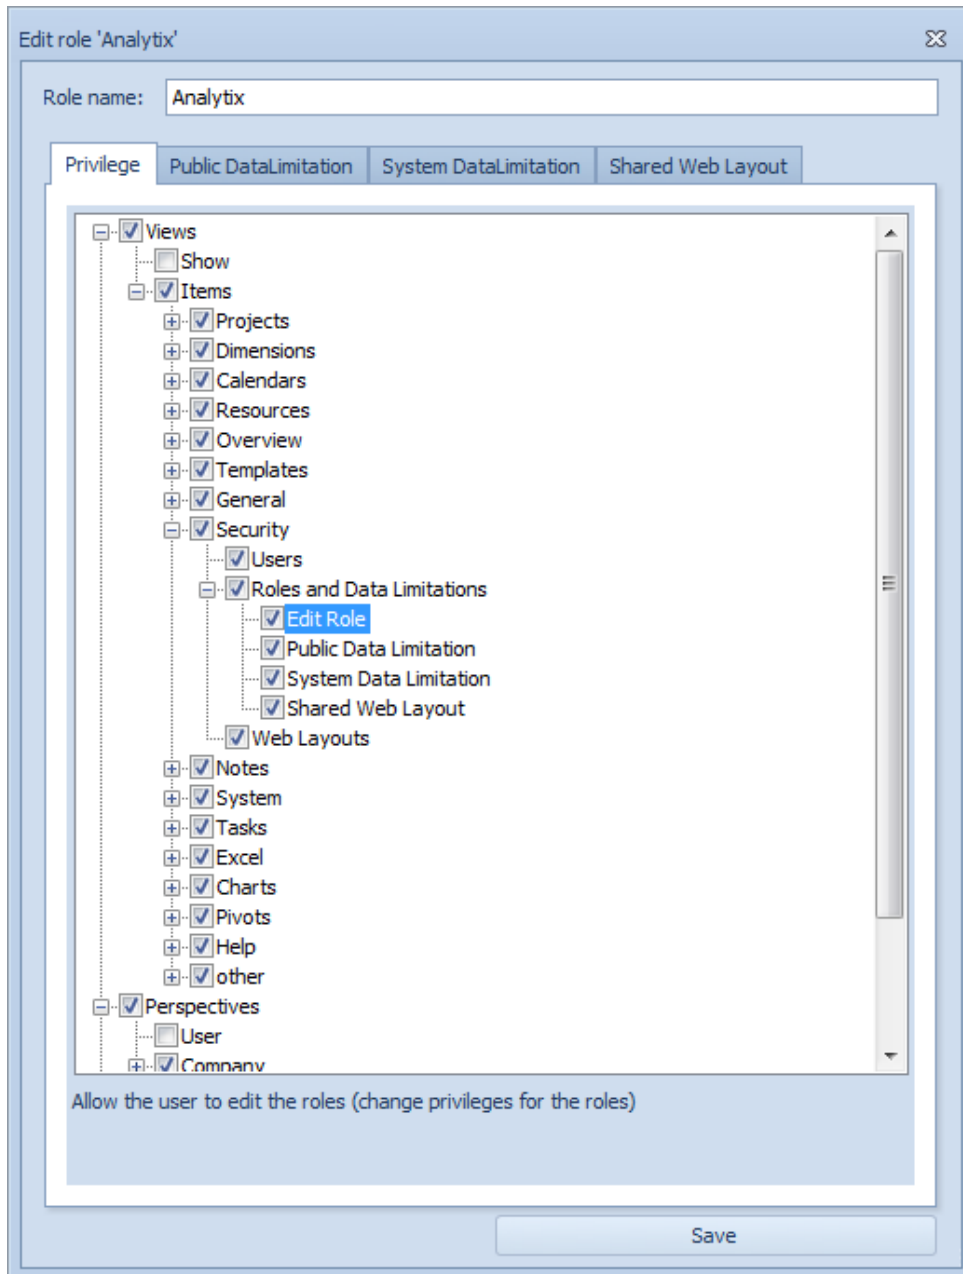 Edit role 'Analytix'
Role name: Analytix
Privilege Public DataLimitation System DataLimitation Shared Web Layout
Views
Show
Items
Projects
Dimensions
Calendars
Resources
Overview
Templates
General
Security
Users
Roles and Data Limitations
Edit Role
Public Data Limitation
System Data Limitation
Shared Web Layout
Web Layouts
Notes
System
Tasks
Excel
Charts
Pivots
Help
other
Perspectives
User
Company
Allow the user to edit the roles (change privileges for the roles)
Save